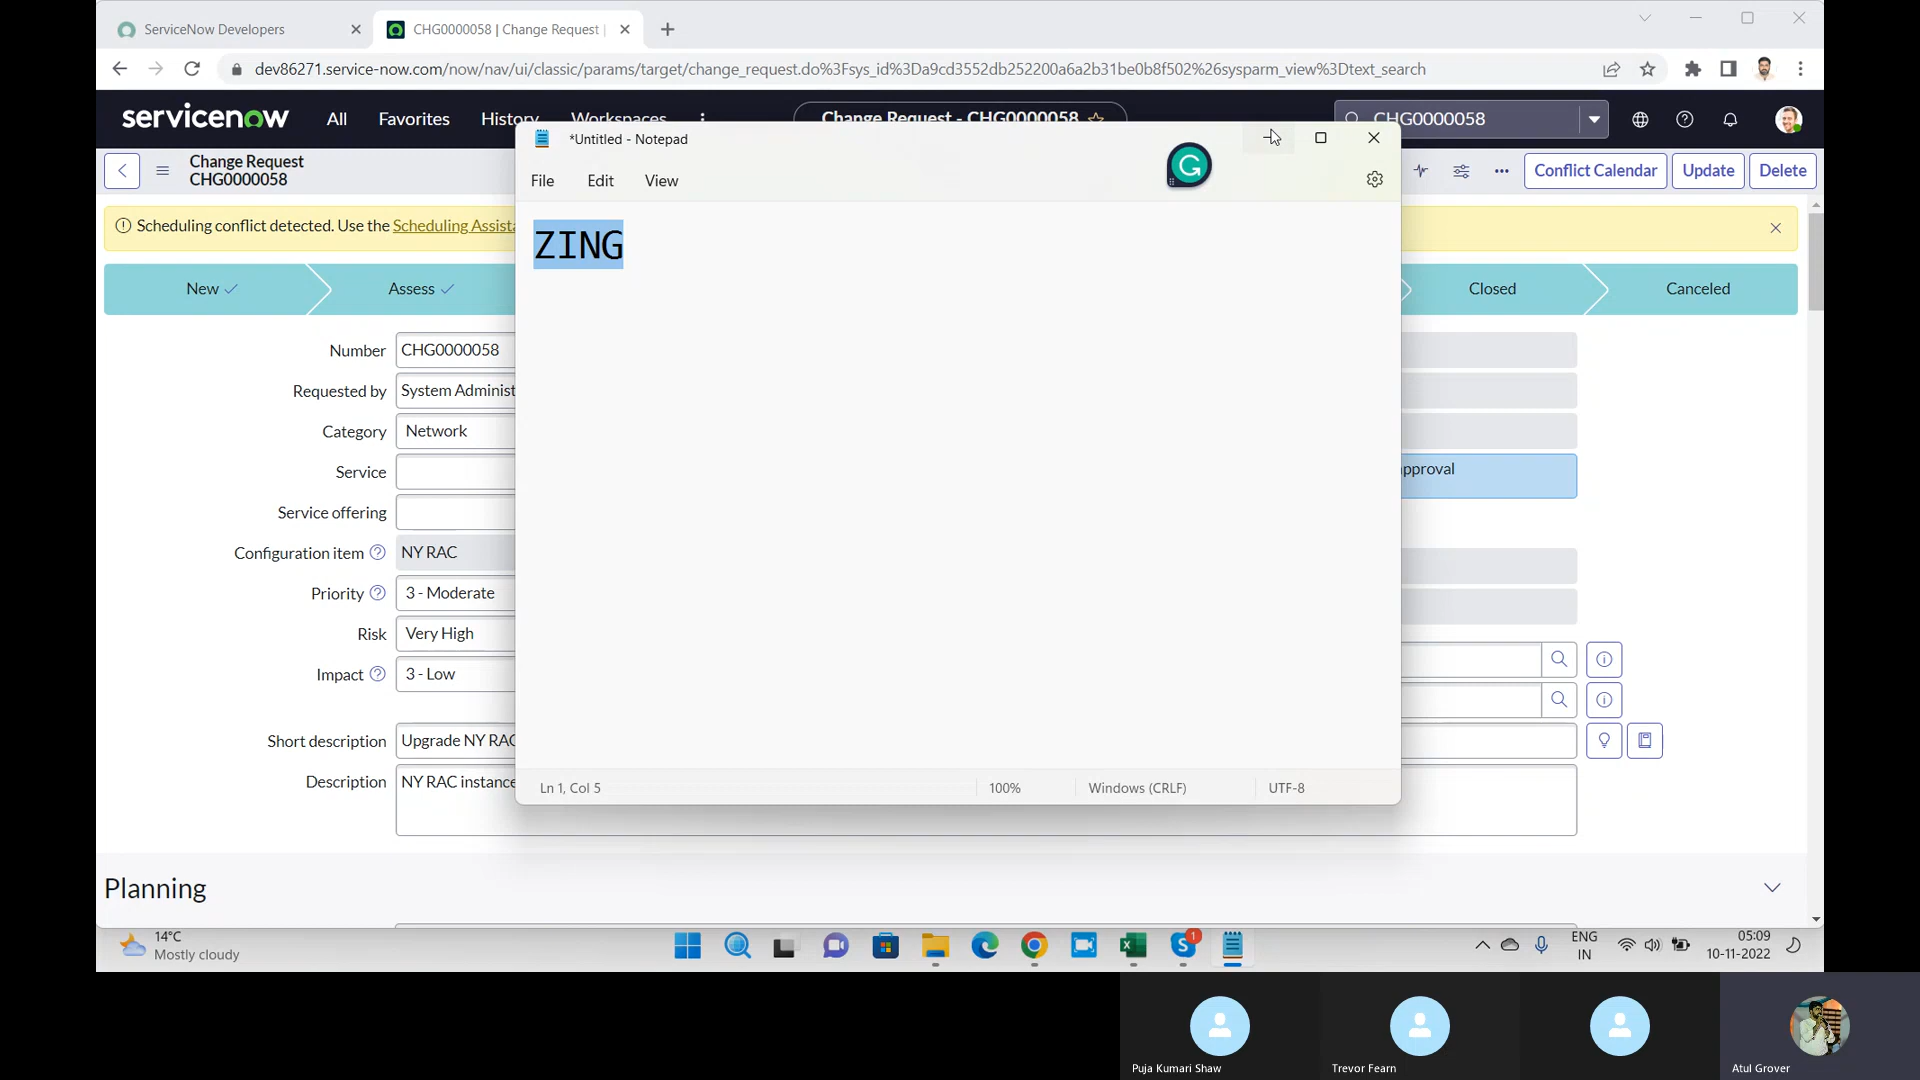 ServiceNow Developers
CHG0000058 | Change Request |
dev86271.service-now.com/now/nav/ui/classic/params/target/change_request.do%3Fsys_id%3Da9cd3552db252200a6a2b31be0b8f502%26sysparm_view%3Dtext_search
servicenow All Favorites History Workspaces Change Request - CHG0000058 CHG0000058
Change Request
CHG0000058
Conflict Calendar Update Delete
*Untitled - Notepad
File Edit View
ZING
Ln 1, Col 5 100% Windows (CRLF) UTF-8
Scheduling conflict detected. Use the Scheduling Assista
New Assess Closed Canceled
Number CHG0000058
Requested by System Administ
Category Network
Service
approval
Service offering
Configuration item NY RAC
Priority 3 - Moderate
Risk Very High
Impact 3 - Low
Short description Upgrade NY RAC
Description NY RAC instance
Planning
14°C
Mostly cloudy
1
ENG
IN
05:09
10-11-2022
Puja Kumari Shaw Trevor Fearn Atul Grover